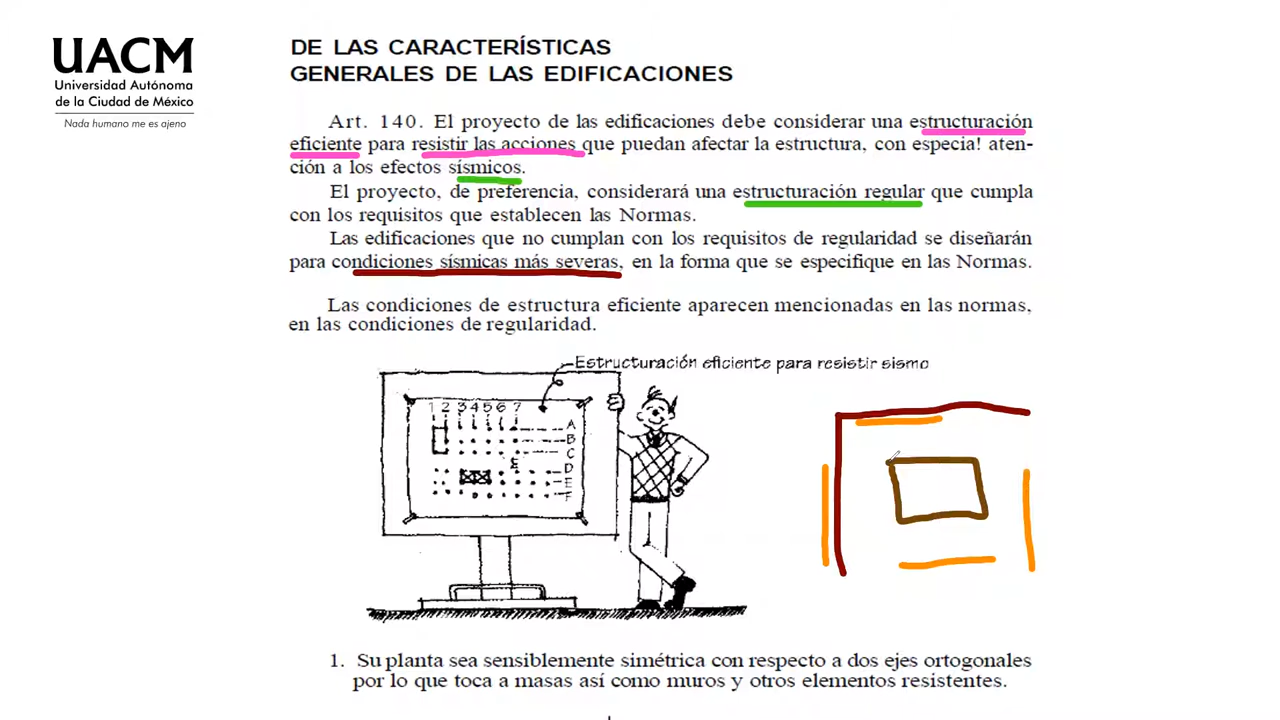 UACM
Universidad Autónoma
de la Ciudad de México
Nada humano me es ajeno
DE LAS CARACTERÍSTICAS
GENERALES DE LAS EDIFICACIONES
Art. 140. El proyecto de las edificaciones debe considerar una estructuración
eficiente para resistir las acciones que puedan afectar la estructura, con especia! aten-
ción a los efectos sísmicos.
El proyecto, de preferencia, considerará una estructuración regular que cumpla
con los requisitos que establecen las Normas.
Las edificaciones que no cumplan con los requisitos de regularidad se diseñarán
para condiciones sísmicas más severas, en la forma que se especifique en las Normas.
Las condiciones de estructura eficiente aparecen mencionadas en las normas,
en las condiciones de regularidad.
Estructuración eficiente para resistir sismo
1 2 3 4 5 6 7
A
B
C
D
E
F
1. Su planta sea sensiblemente simétrica con respecto a dos ejes ortogonales
por lo que toca a masas así como muros y otros elementos resistentes.